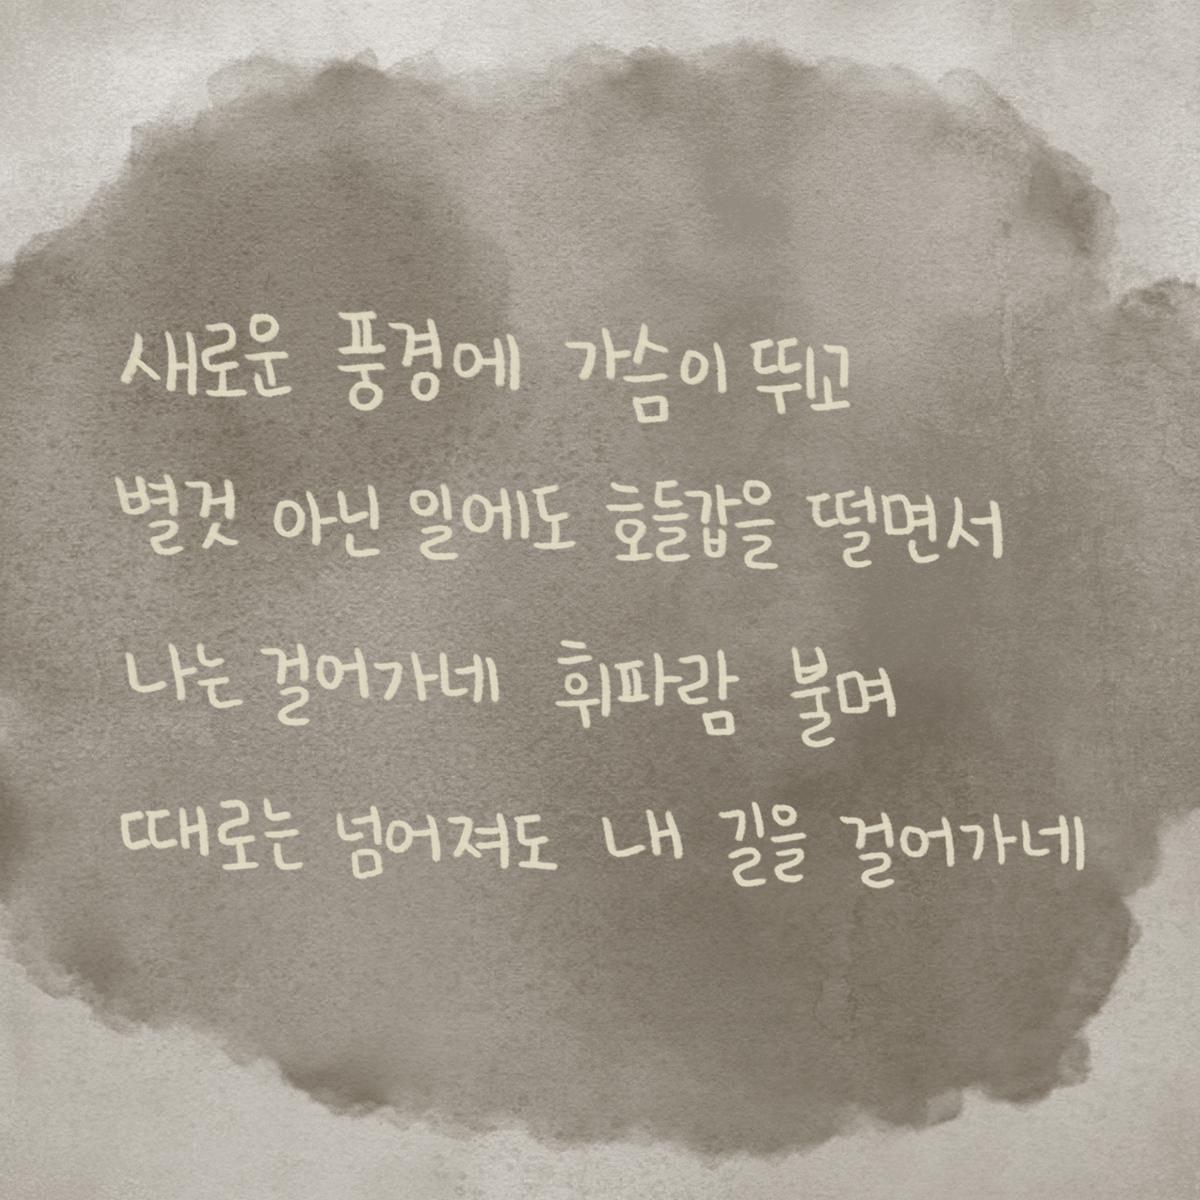 새로운 풍경에 가슴이 뛰고
별것 아닌 일에도 호들갑을 떨면서
나는 걸어가네 휘파람 불며
때로는 넘어져도 내 길을 걸어가네